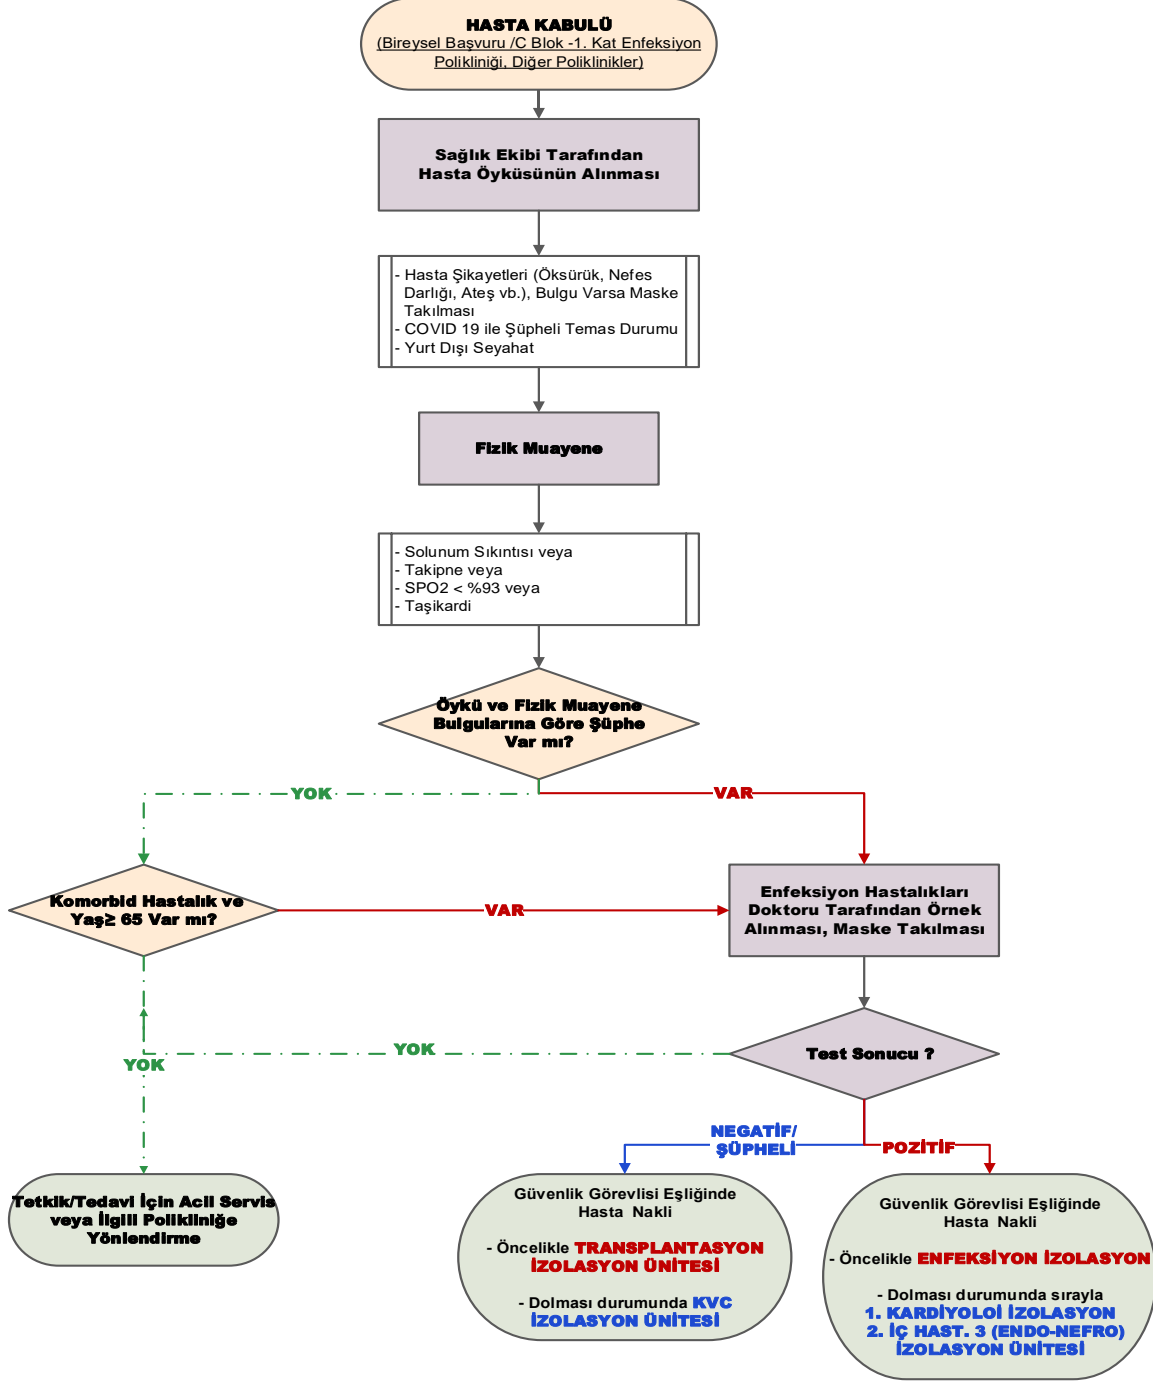 HASTA KABULÜ
(Bireysel Başvuru /C Blok -1. Kat Enfeksiyon
Polikliniği, Diğer Poliklinikler)
Sağlık Ekibi Tarafından
Hasta Öyküsünün Alınması
- Hasta Şikayetleri (Öksürük, Nefes
Darlığı, Ateş vb.), Bulgu Varsa Maske
Takılması
- COVID 19 ile Şüpheli Temas Durumu
- Yurt Dışı Seyahat
Fizik Muayene
- Solunum Sıkıntısı veya
- Takipne veya
- SPO2 < %93 veya
- Taşikardi
Öykü ve Fizik Muayene
Bulgularına Göre Şüphe
Var mı?
YOK
VAR
Komorbid Hastalık ve
Yaş≥ 65 Var mı?
VAR
Enfeksiyon Hastalıkları
Doktoru Tarafından Örnek
Alınması, Maske Takılması
YOK
YOK
Test Sonucu ?
NEGATİF/
ŞÜPHELİ
POZİTİF
Tetkik/Tedavi İçin Acil Servis
veya İlgili Polikliniğe
Yönlendirme
Güvenlik Görevlisi Eşliğinde
Hasta Nakli
- Öncelikle TRANSPLANTASYON
İZOLASYON ÜNİTESİ
- Dolması durumunda KVC
İZOLASYON ÜNİTESİ
Güvenlik Görevlisi Eşliğinde
Hasta Nakli
- Öncelikle ENFEKSİYON İZOLASYON
- Dolması durumunda sırayla
1. KARDİYOLOİ İZOLASYON
2. İÇ HAST. 3 (ENDO-NEFRO)
İZOLASYON ÜNİTESİ